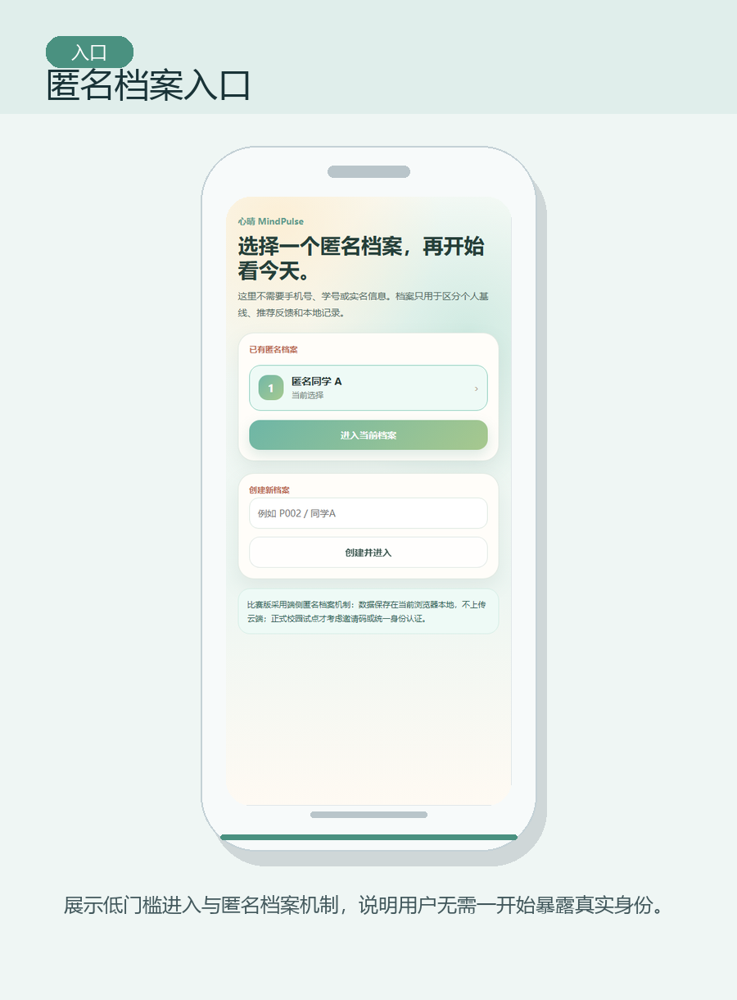 入口
匿名档案入口
心晴 MindPulse
选择一个匿名档案，再开始
看今天。
这里不需要手机号、学号或实名信息。档案只用于区分个人基
线、推荐反馈和本地记录。
已有匿名档案
1
匿名同学 A
当前选择
›
进入当前档案
创建新档案
例如 P002 / 同学A
创建并进入
比赛版采用端侧匿名档案机制：数据保存在当前浏览器本地，不上传
云端；正式校园试点才考虑邀请码或统一身份认证。
展示低门槛进入与匿名档案机制，说明用户无需一开始暴露真实身份。